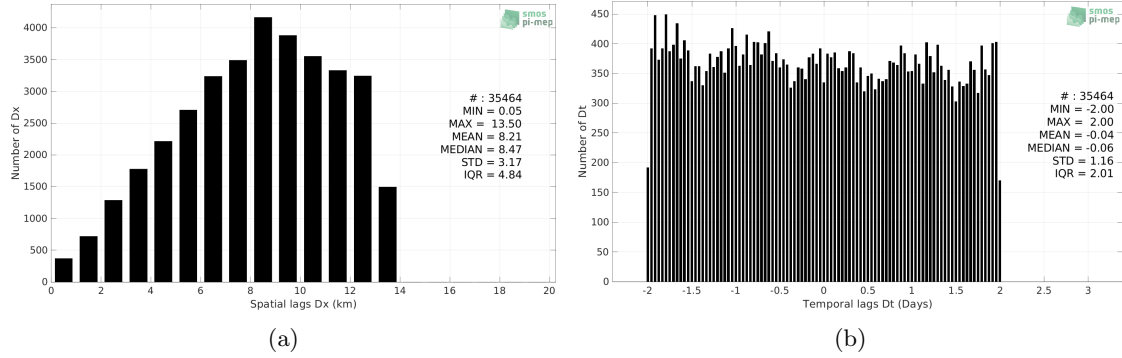 smos
pi-mep
4000
3500
3000
2500
2000
1500
1000
500
0
Number of Dx
# : 35464
MIN = 0.05
MAX = 13.50
MEAN = 8.21
MEDIAN = 8.47
STD = 3.17
IQR = 4.84
0 2 4 6 8 10 12 14 16 18 20
Spatial lags Dx (km)
(a)
smos
pi-mep
450
400
350
300
250
200
150
100
50
0
Number of Dt
# : 35464
MIN = -2.00
MAX = 2.00
MEAN = -0.04
MEDIAN = -0.06
STD = 1.16
IQR = 2.01
-2 -1.5 -1 -0.5 0 0.5 1 1.5 2 2.5 3
Temporal lags Dt (Days)
(b)